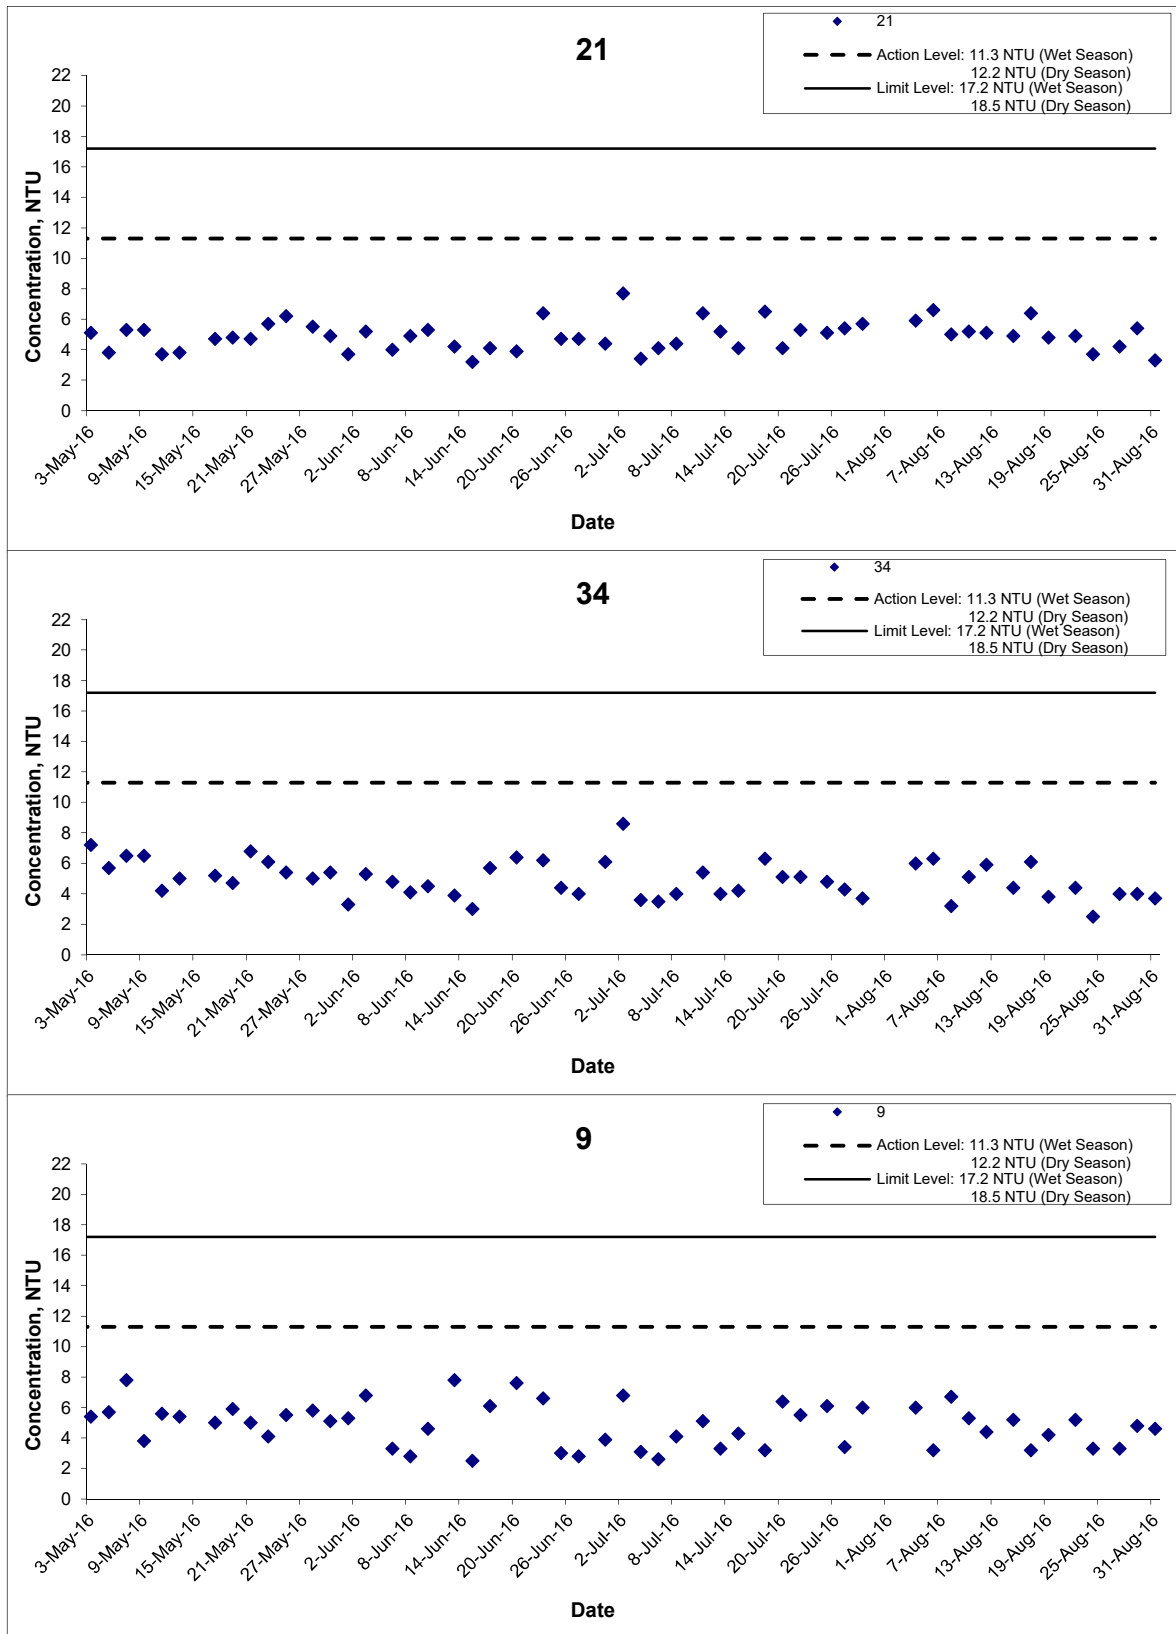 21
21
Action Level: 11.3 NTU (Wet Season)
12.2 NTU (Dry Season)
Limit Level: 17.2 NTU (Wet Season)
18.5 NTU (Dry Season)
Concentration, NTU
22
20
18
16
14
12
10
8
6
4
2
0
3-May-16
9-May-16
15-May-16
21-May-16
27-May-16
2-Jun-16
8-Jun-16
14-Jun-16
20-Jun-16
26-Jun-16
2-Jul-16
8-Jul-16
14-Jul-16
20-Jul-16
26-Jul-16
1-Aug-16
7-Aug-16
13-Aug-16
19-Aug-16
25-Aug-16
31-Aug-16
Date
34
34
Action Level: 11.3 NTU (Wet Season)
12.2 NTU (Dry Season)
Limit Level: 17.2 NTU (Wet Season)
18.5 NTU (Dry Season)
Concentration, NTU
22
20
18
16
14
12
10
8
6
4
2
0
3-May-16
9-May-16
15-May-16
21-May-16
27-May-16
2-Jun-16
8-Jun-16
14-Jun-16
20-Jun-16
26-Jun-16
2-Jul-16
8-Jul-16
14-Jul-16
20-Jul-16
26-Jul-16
1-Aug-16
7-Aug-16
13-Aug-16
19-Aug-16
25-Aug-16
31-Aug-16
Date
9
9
Action Level: 11.3 NTU (Wet Season)
12.2 NTU (Dry Season)
Limit Level: 17.2 NTU (Wet Season)
18.5 NTU (Dry Season)
Concentration, NTU
22
20
18
16
14
12
10
8
6
4
2
0
3-May-16
9-May-16
15-May-16
21-May-16
27-May-16
2-Jun-16
8-Jun-16
14-Jun-16
20-Jun-16
26-Jun-16
2-Jul-16
8-Jul-16
14-Jul-16
20-Jul-16
26-Jul-16
1-Aug-16
7-Aug-16
13-Aug-16
19-Aug-16
25-Aug-16
31-Aug-16
Date